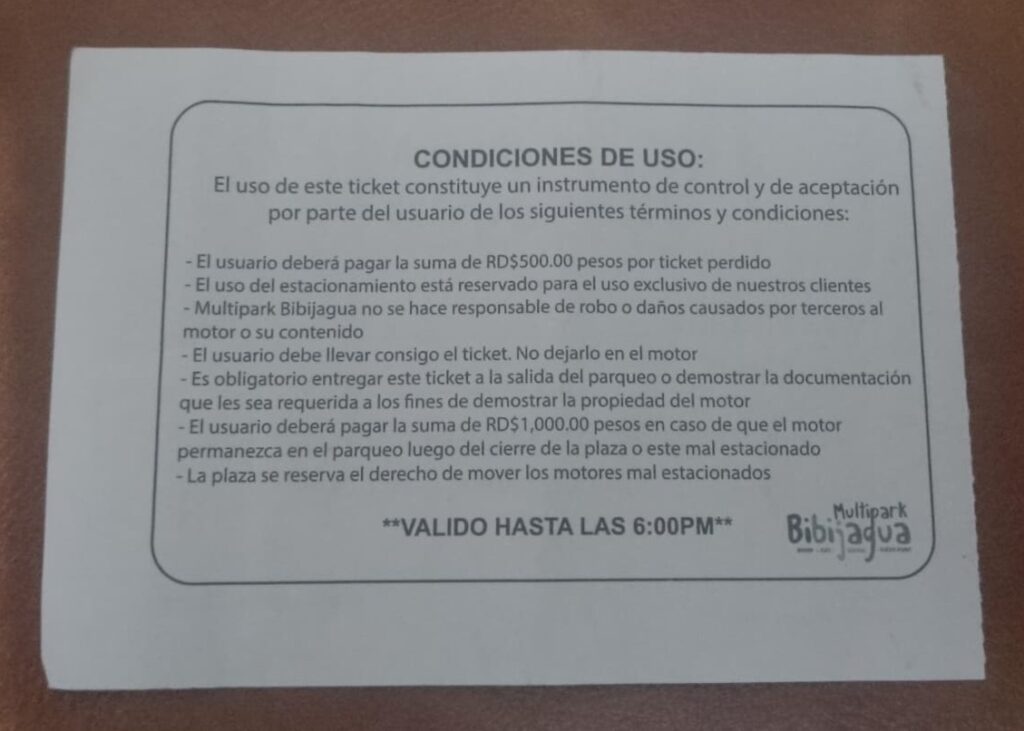 CONDICIONES DE USO:
El uso de este ticket constituye un instrumento de control y de aceptación
por parte del usuario de los siguientes términos y condiciones:
- El usuario deberá pagar la suma de RD$500.00 pesos por ticket perdido
- El uso del estacionamiento está reservado para el uso exclusivo de nuestros clientes
- Multipark Bibijagua no se hace responsable de robo o daños causados por terceros al
motor o su contenido
- El usuario debe llevar consigo el ticket. No dejarlo en el motor
- Es obligatorio entregar este ticket a la salida del parqueo o demostrar la documentación
que les sea requerida a los fines de demostrar la propiedad del motor
- El usuario deberá pagar la suma de RD$1,000.00 pesos en caso de que el motor
permanezca en el parqueo luego del cierre de la plaza o este mal estacionado
- La plaza se reserva el derecho de mover los motores mal estacionados
**VALIDO HASTA LAS 6:00PM**
Multipark
Bibijagua